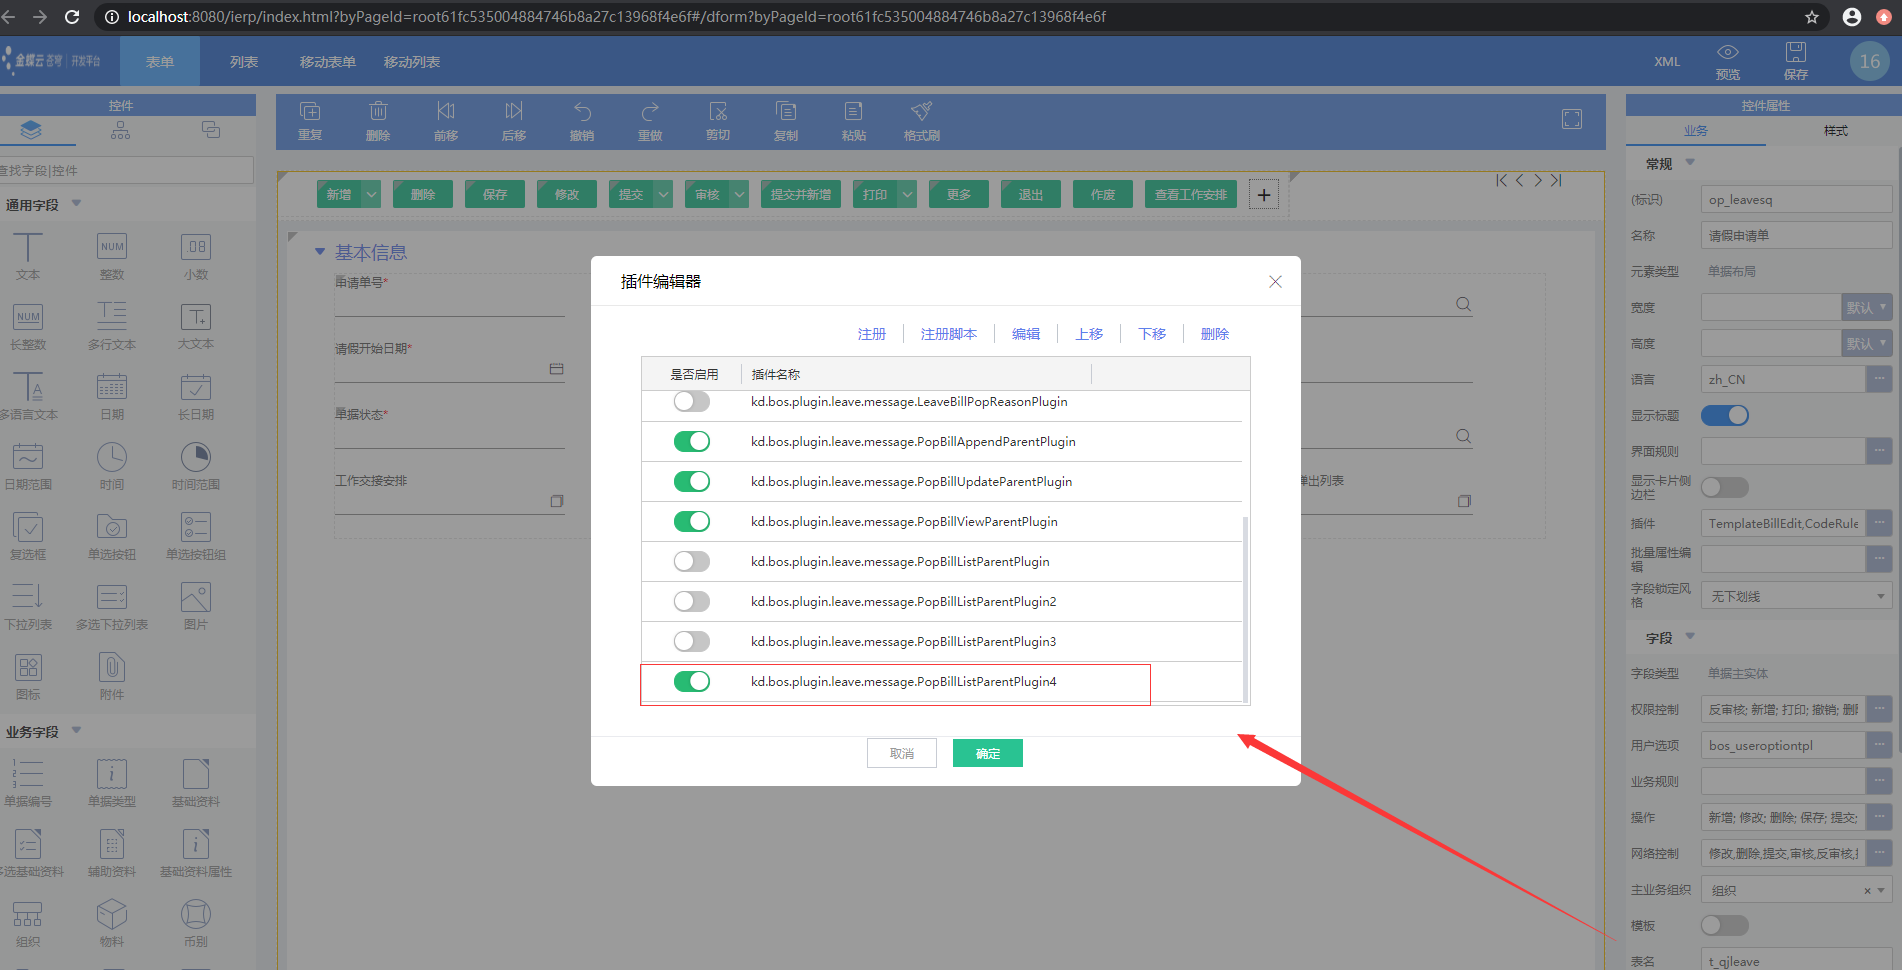 localhost:8080/ierp/index.html?byPageId=root61fc535004884746b8a27c13968f4e6f#/dform?byPageId=root61fc535004884746b8a27c13968f4e6f
金蝶云 苍穹 | 开发平台
表单 列表 移动表单 移动列表
XML 预览 保存 16
控件
查找字段|控件
通用字段
文本 整数 小数
NUM .08
长整数 多行文本 大文本
NUM
多语言文本 日期 长日期
日期范围 时间 时间范围
复选框 单选按钮 单选按钮组
下拉列表 多选下拉列表 图片
图标 附件
业务字段
单据编号 单据类型 基础资料
多选基础资料 辅助资料 基础资料属性
组织 物料 币别
重复 删除 前移 后移 撤销 重做 剪切 复制 粘贴 格式刷
新增 删除 保存 修改 提交 审核 提交并新增 打印 更多 退出 作废 查看工作安排 +
基本信息
申请单号*
请假开始日期*
单据状态*
工作交接安排
弹出列表
插件编辑器
注册 注册脚本 编辑 上移 下移 删除
是否启用 插件名称
kd.bos.plugin.leave.message.LeaveBillPopReasonPlugin
kd.bos.plugin.leave.message.PopBillAppendParentPlugin
kd.bos.plugin.leave.message.PopBillUpdateParentPlugin
kd.bos.plugin.leave.message.PopBillViewParentPlugin
kd.bos.plugin.leave.message.PopBillListParentPlugin
kd.bos.plugin.leave.message.PopBillListParentPlugin2
kd.bos.plugin.leave.message.PopBillListParentPlugin3
kd.bos.plugin.leave.message.PopBillListParentPlugin4
取消 确定
控件属性
业务 样式
常规
(标识) op_leavesq
名称 请假申请单
元素类型 单据布局
宽度 默认
高度 默认
语言 zh_CN
显示标题
界面规则
显示卡片侧
边栏
插件 TemplateBillEdit,CodeRule
批量属性编
辑
字段锁定风
格 无下划线
字段
字段类型 单据主实体
权限控制 反审核; 新增; 打印; 撤销; 删
用户选项 bos_useroptiontpl
业务规则
操作 新增; 修改; 删除; 保存; 提交;
网络控制 修改,删除,提交,审核,反审核,
主业务组织 组织
模板
表名 t_qjleave